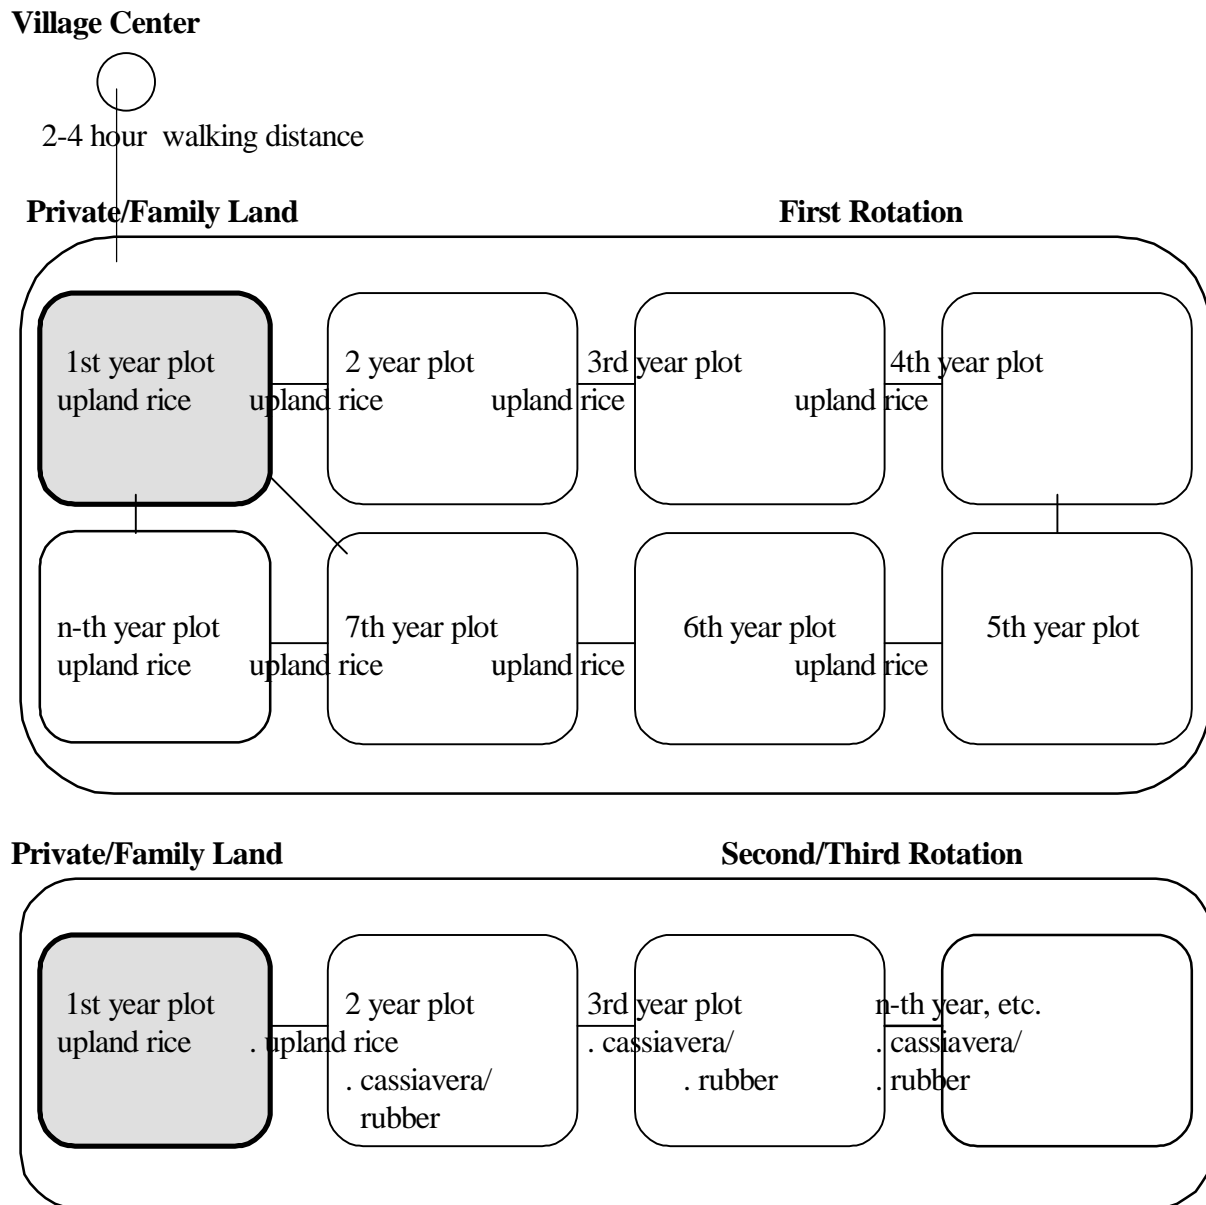 Village Center
2-4 hour walking distance
Private/Family Land First Rotation
1st year plot 2 year plot 3rd year plot 4th year plot
upland rice upland rice upland rice upland rice
n-th year plot 7th year plot 6th year plot 5th year plot
upland rice upland rice upland rice upland rice
Private/Family Land Second/Third Rotation
1st year plot 2 year plot 3rd year plot n-th year, etc.
upland rice . upland rice . cassiavera/ . cassiavera/
. cassiavera/ . rubber . rubber
rubber